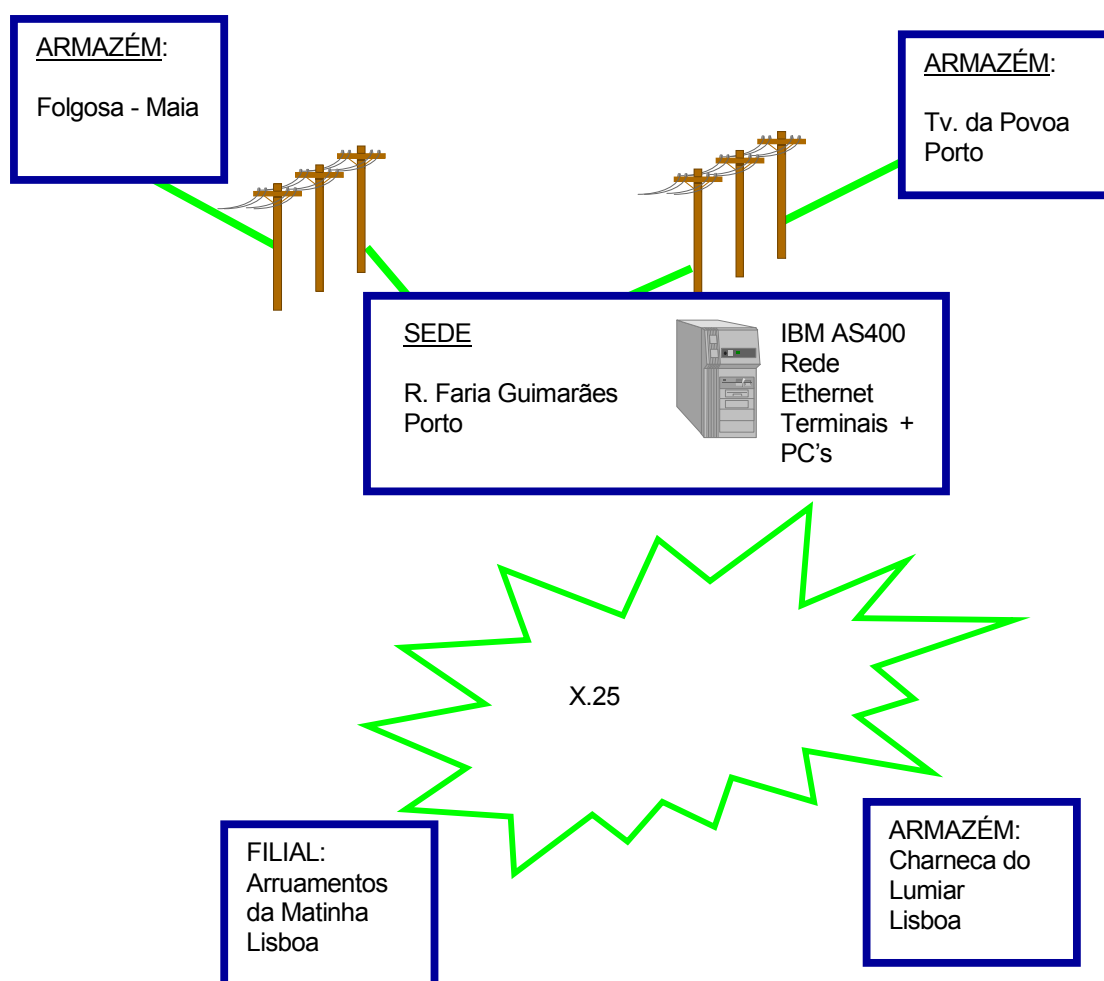 ARMAZÉM:
Folgosa - Maia
ARMAZÉM:
Tv. da Povoa
Porto
SEDE
R. Faria Guimarães
Porto
IBM AS400
Rede
Ethernet
Terminais +
PC's
X.25
FILIAL:
Arruamentos
da Matinha
Lisboa
ARMAZÉM:
Charneca do
Lumiar
Lisboa